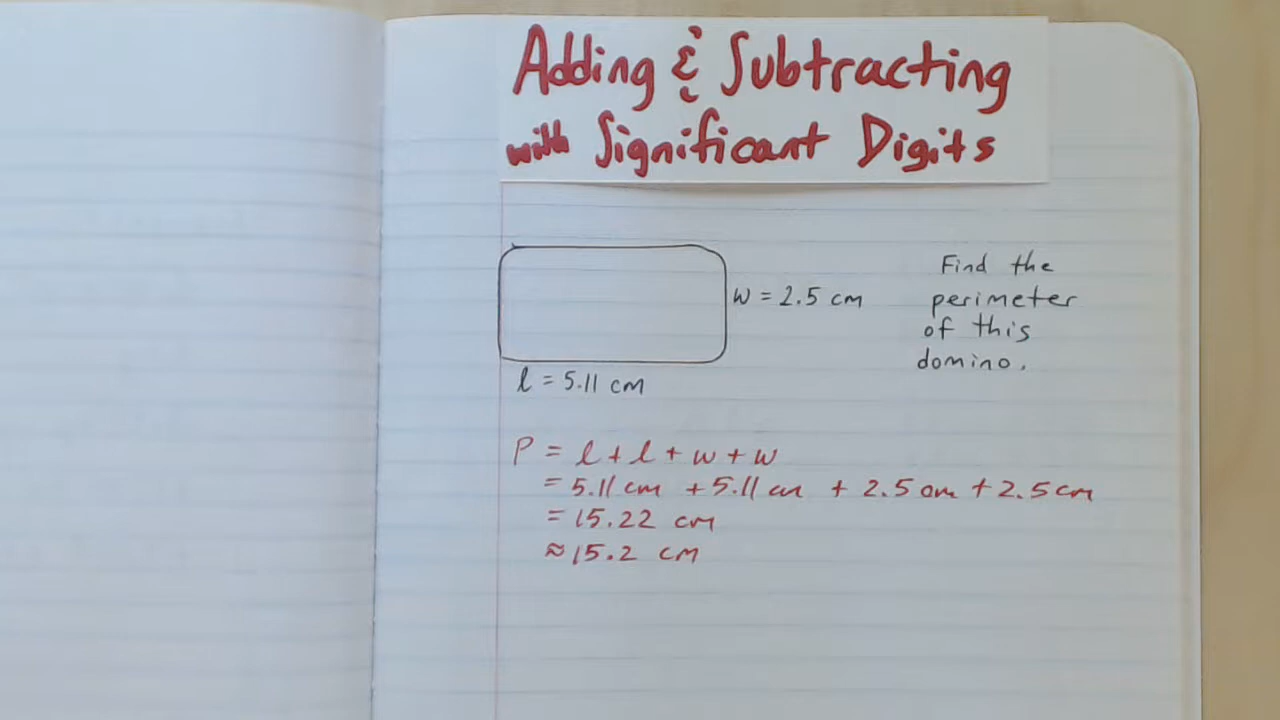 Adding & Subtracting
with Significant Digits
w = 2.5 cm
l = 5.11 cm
Find the
perimeter
of this
domino.
P = l + l + w + w
= 5.11 cm + 5.11 cm + 2.5 cm + 2.5 cm
= 15.22 cm
≈ 15.2 cm